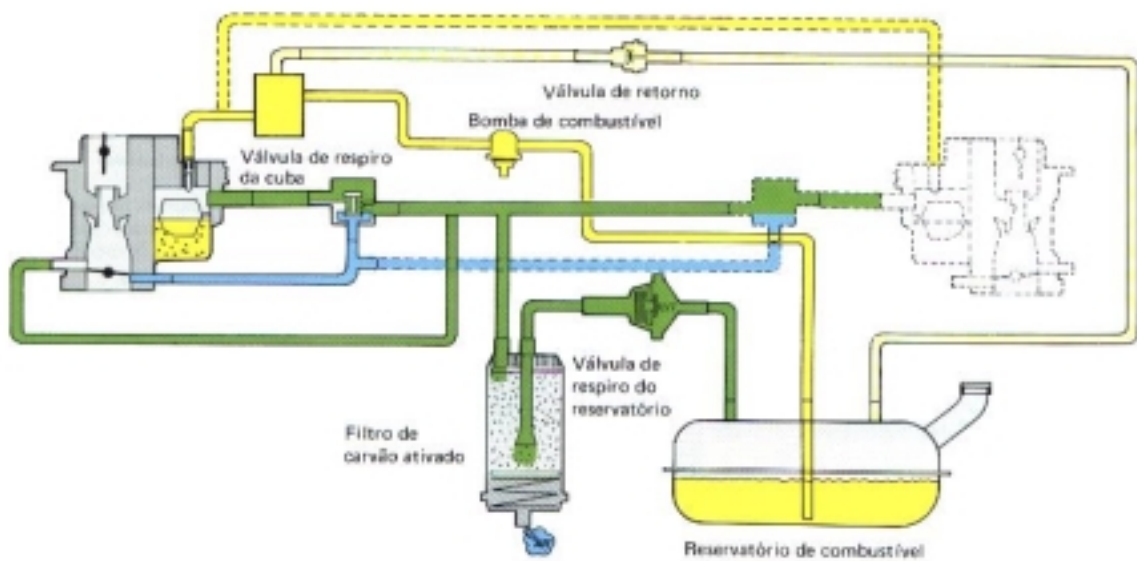 Válvula de retorno
Bomba de combustível
Válvula de respiro
da cuba
Válvula de
respiro do
reservatório
Filtro de
carvão ativado
Reservatório de combustível